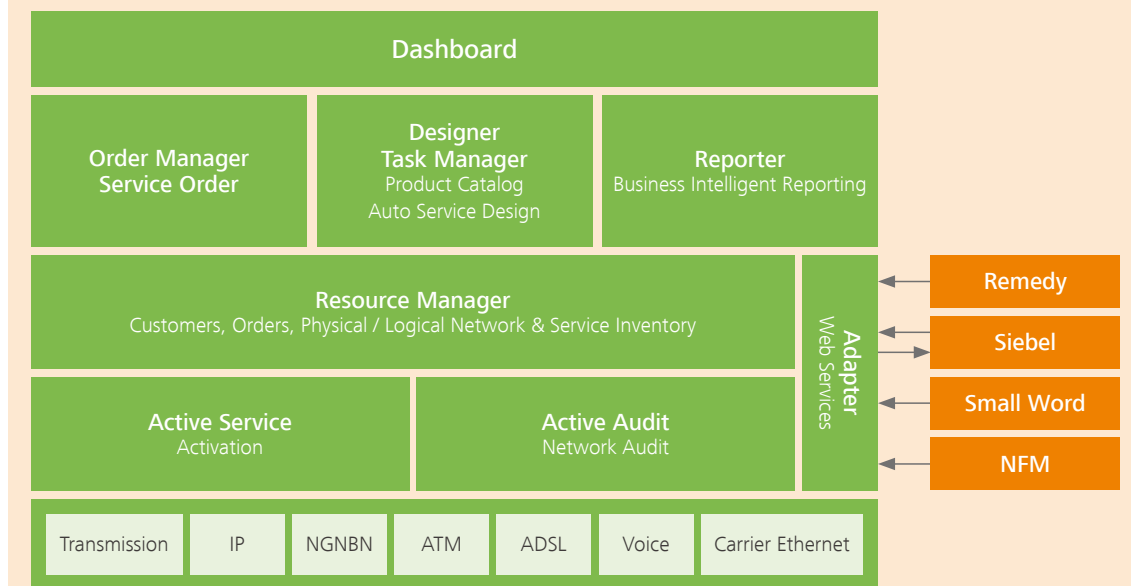 Dashboard
Order Manager
Service Order
Designer
Task Manager
Product Catalog
Auto Service Design
Reporter
Business Intelligent Reporting
Resource Manager
Customers, Orders, Physical / Logical Network & Service Inventory
Adapter
Web Services
Remedy
Siebel
Small Word
NFM
Active Service
Activation
Active Audit
Network Audit
Transmission
IP
NGNBN
ATM
ADSL
Voice
Carrier Ethernet